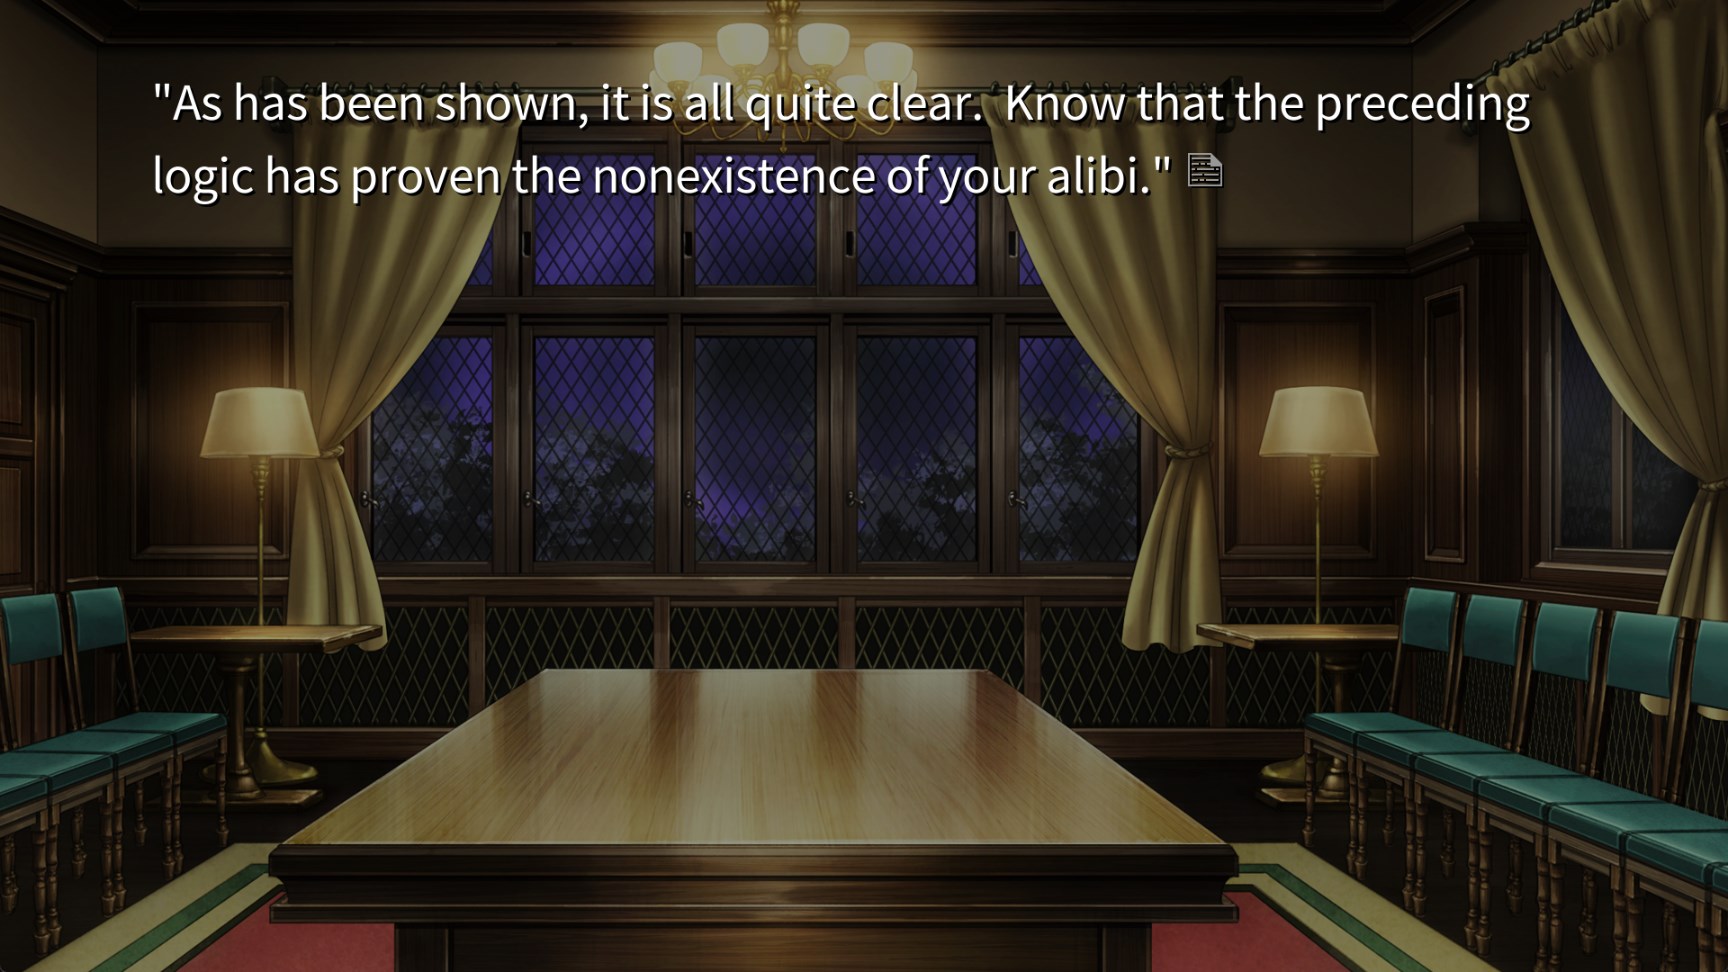 "As has been shown, it is all quite clear.  Know that the preceding
logic has proven the nonexistence of your alibi."